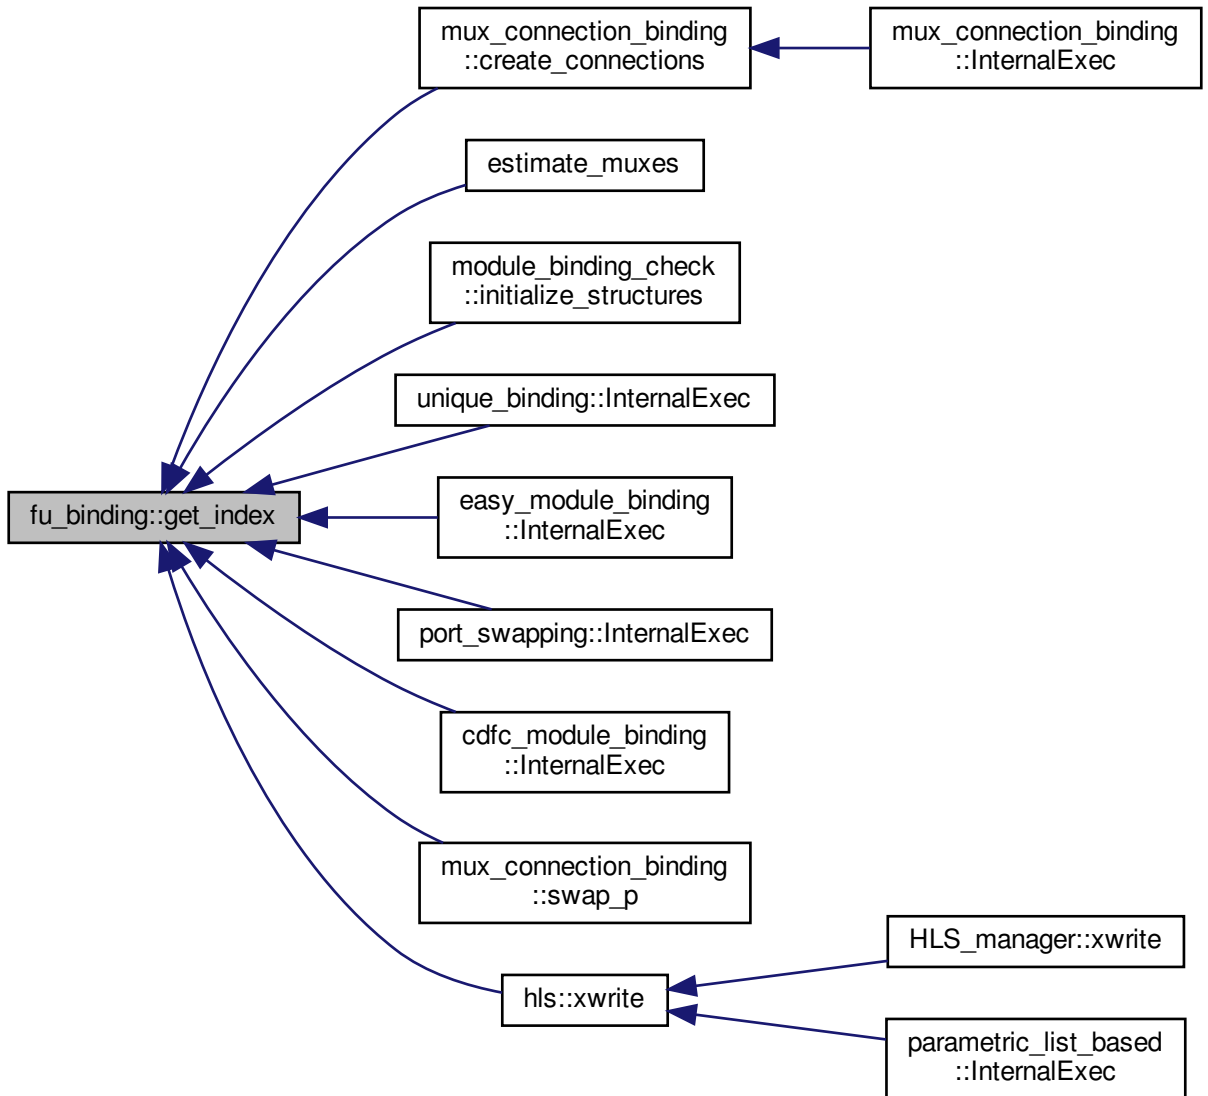 mux_connection_binding
::create_connections
mux_connection_binding
::InternalExec
estimate_muxes
module_binding_check
::initialize_structures
unique_binding::InternalExec
fu_binding::get_index
easy_module_binding
::InternalExec
port_swapping::InternalExec
cdfc_module_binding
::InternalExec
mux_connection_binding
::swap_p
HLS_manager::xwrite
hls::xwrite
parametric_list_based
::InternalExec